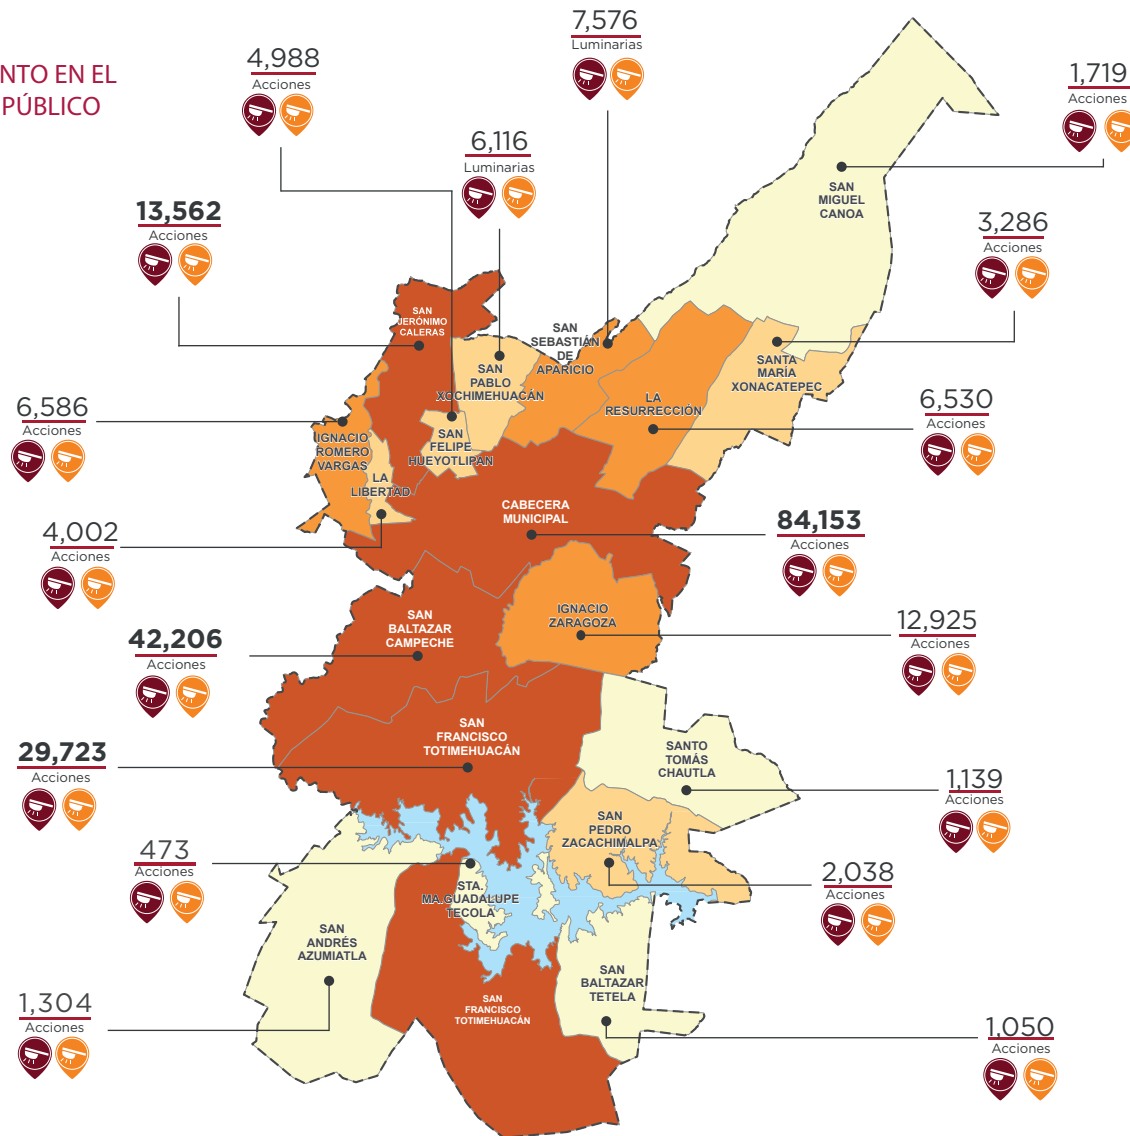 NTO EN EL
PÚBLICO
4,988
Acciones
7,576
Luminarias
1,719
Acciones
6,116
Luminarias
13,562
Acciones
3,286
Acciones
SAN
MIGUEL
CANOA
SAN
JERÓNIMO
CALERAS
SAN
SEBASTIÁN
DE
APARICIO
SAN
PABLO
XOCHIMEHUACÁN
SANTA
MARÍA
XONACATEPEC
LA
RESURRECCIÓN
6,586
Acciones
6,530
Acciones
IGNACIO
ROMERO
VARGAS
SAN
FELIPE
HUEYOTLIPAN
LA
LIBERTAD
CABECERA
MUNICIPAL
4,002
Acciones
84,153
Acciones
IGNACIO
ZARAGOZA
SAN
BALTAZAR
CAMPECHE
42,206
Acciones
12,925
Acciones
SAN
FRANCISCO
TOTIMEHUACÁN
29,723
Acciones
SANTO
TOMÁS
CHAUTLA
1,139
Acciones
SAN
PEDRO
ZACACHIMALPA
473
Acciones
2,038
Acciones
STA.
MA.GUADALUPE
TECOLA
SAN
ANDRÉS
AZUMIATLA
SAN
BALTAZAR
TETELA
SAN
FRANCISCO
TOTIMEHUACÁN
1,304
Acciones
1,050
Acciones